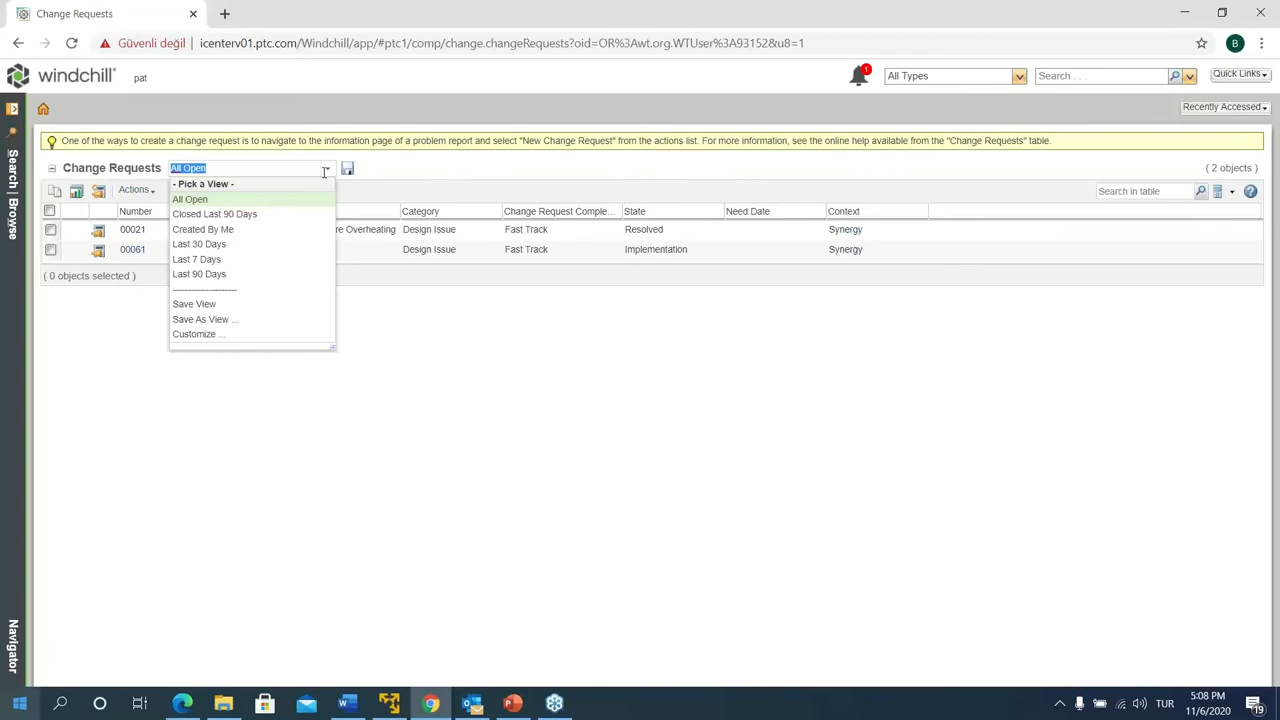 Change Requests
Güvenli değil
icenterv01.ptc.com/Windchill/app/#ptc1/comp/change.changeRequests?oid=OR%3Awt.org.WTUser%3A93152&u8=1
B
windchill
pat
1
All Types
Search . . .
Quick Links
Recently Accessed
Search | Browse
Navigator
One of the ways to create a change request is to navigate to the information page of a problem report and select "New Change Request" from the actions list. For more information, see the online help available from the "Change Requests" table.
Change Requests
All Open
( 2 objects )
- Pick a View -
All Open
Closed Last 90 Days
Created By Me
Last 30 Days
Last 7 Days
Last 90 Days
Save View
Save As View ...
Customize ...
Actions
Search in table
Number Category Change Request Comple... State Need Date Context
00021 re Overheating Design Issue Fast Track Resolved Synergy
00061 Design Issue Fast Track Implementation Synergy
( 0 objects selected )
TUR
5:08 PM
11/6/2020
19